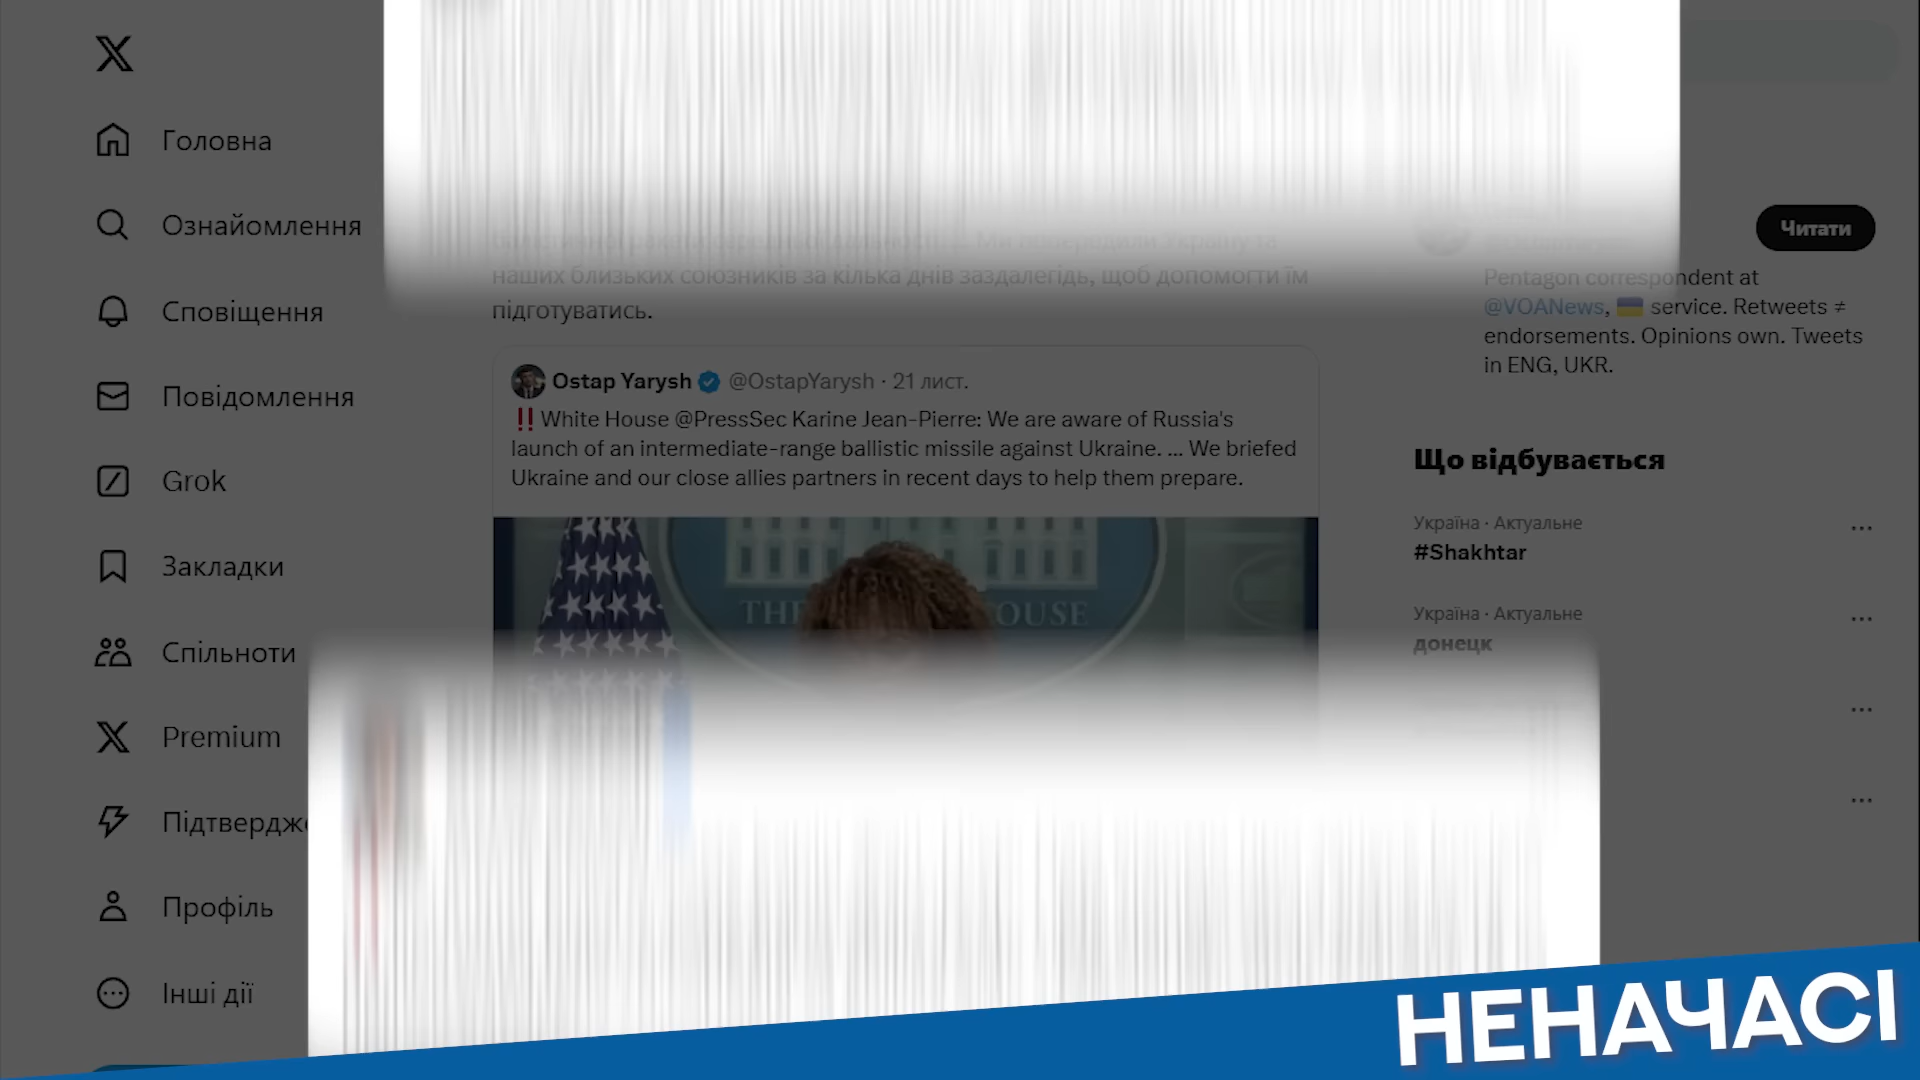 Головна
Ознайомлення
Сповіщення
Повідомлення
Grok
Закладки
Спільноти
Premium
Підтвердже
Профіль
Інші дії
наших близьких союзників за кілька днів заздалегідь, щоб допомогти їм
підготуватись.
Ostap Yarysh @OstapYarysh · 21 лист.
‼️White House @PressSec Karine Jean-Pierre: We are aware of Russia's
launch of an intermediate-range ballistic missile against Ukraine. ... We briefed
Ukraine and our close allies partners in recent days to help them prepare.
THE OUSE
Читати
Pentagon correspondent at
@VOANews, 🇺🇦 service. Retweets ≠
endorsements. Opinions own. Tweets
in ENG, UKR.
Що відбувається
Україна · Актуальне
#Shakhtar
Україна · Актуальне
донецк
НЕНАЧАСІ